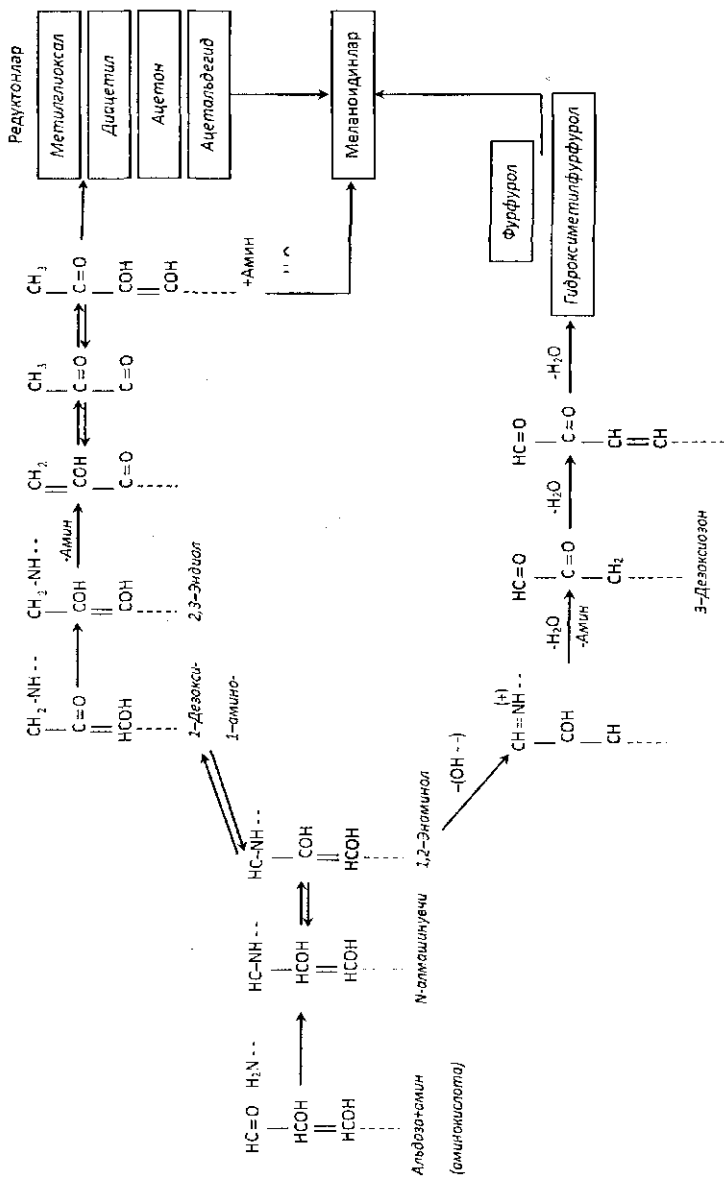 Редуктонлар
Метилглиоксал
Диацетил
Ацетон
Ацетальдегид
CH₂ -NH - -
C=O
HCOH
1–Дезокси-
1–амино-
CH₂ -NH - -
COH
COH
2,3–Эндиол
-Амин
CH₂
COH
C=O
CH₃
C=O
C=O
CH₃
C=O
COH
COH
+Амин
Меланоидинлар
HC=O H₂N - -
HCOH
HCOH
Альдоза+амин
(аминокислота)
HC–NH - -
HCOH
HCOH
N-алмашинувчи
HC–NH - -
COH
HCOH
1,2–Энаминол
–(OH - –)
CH=NH - -
(+)
COH
CH
-H₂O
-Амин
HC=O
C=O
CH₂
3–Дезоксиозон
-H₂O
HC=O
C=O
CH
CH
-H₂O
Фурфурол
Гидроксиметилфурфурол